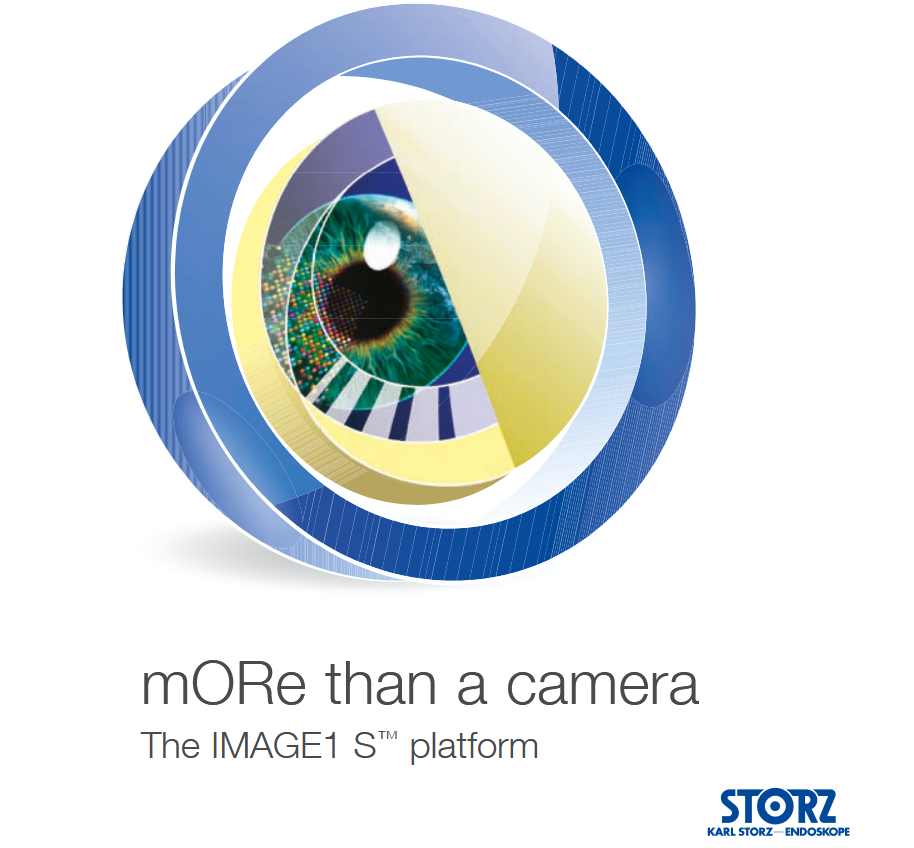 mORe than a camera
The IMAGE1 S™ platform
STORZ
KARL STORZ—ENDOSKOPE